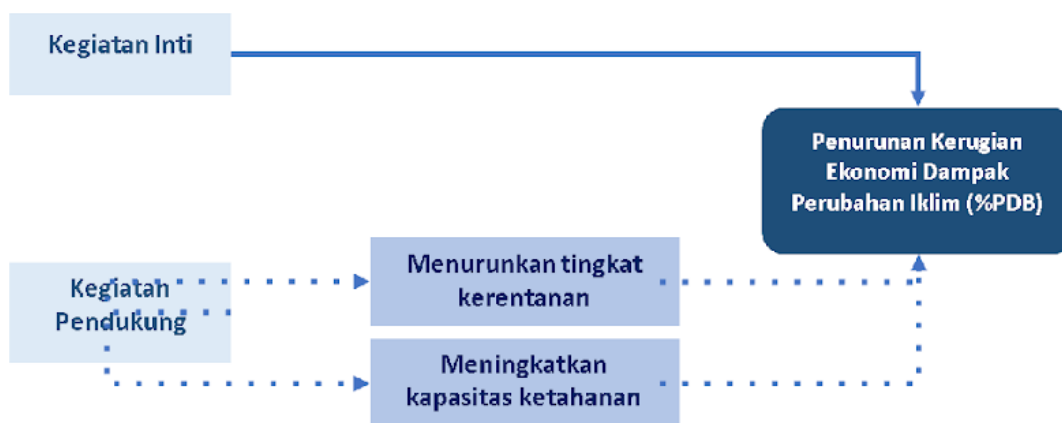 Kegiatan Inti
Penurunan Kerugian
Ekonomi Dampak
Perubahan Iklim (%PDB)
Kegiatan
Pendukung
Menurunkan tingkat
kerentanan
Meningkatkan
kapasitas ketahanan